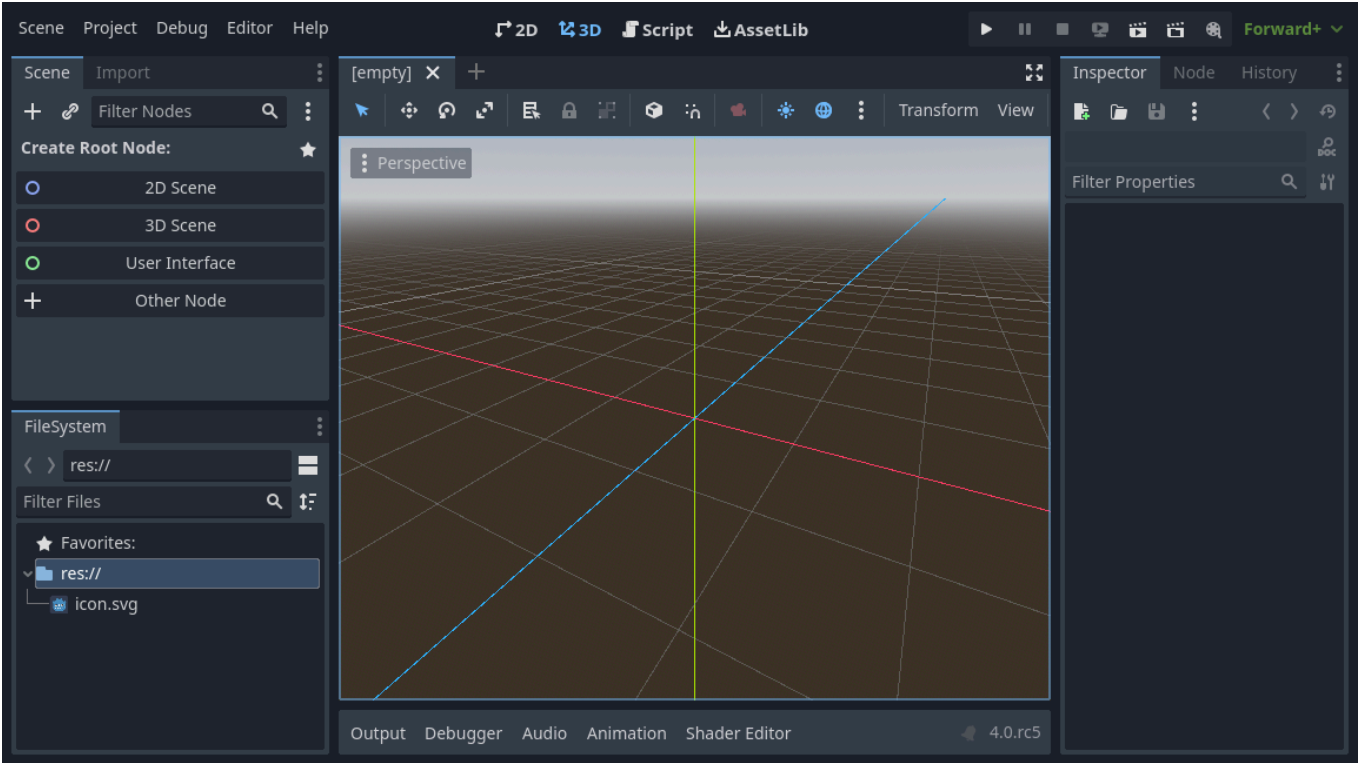 Scene Project Debug Editor Help
2D 3D Script AssetLib
Forward+
Scene Import
Filter Nodes
Create Root Node:
2D Scene
3D Scene
User Interface
Other Node
FileSystem
res://
Filter Files
Favorites:
res://
icon.svg
[empty]
Transform View
Perspective
Output Debugger Audio Animation Shader Editor
4.0.rc5
Inspector Node History
DOC
Filter Properties